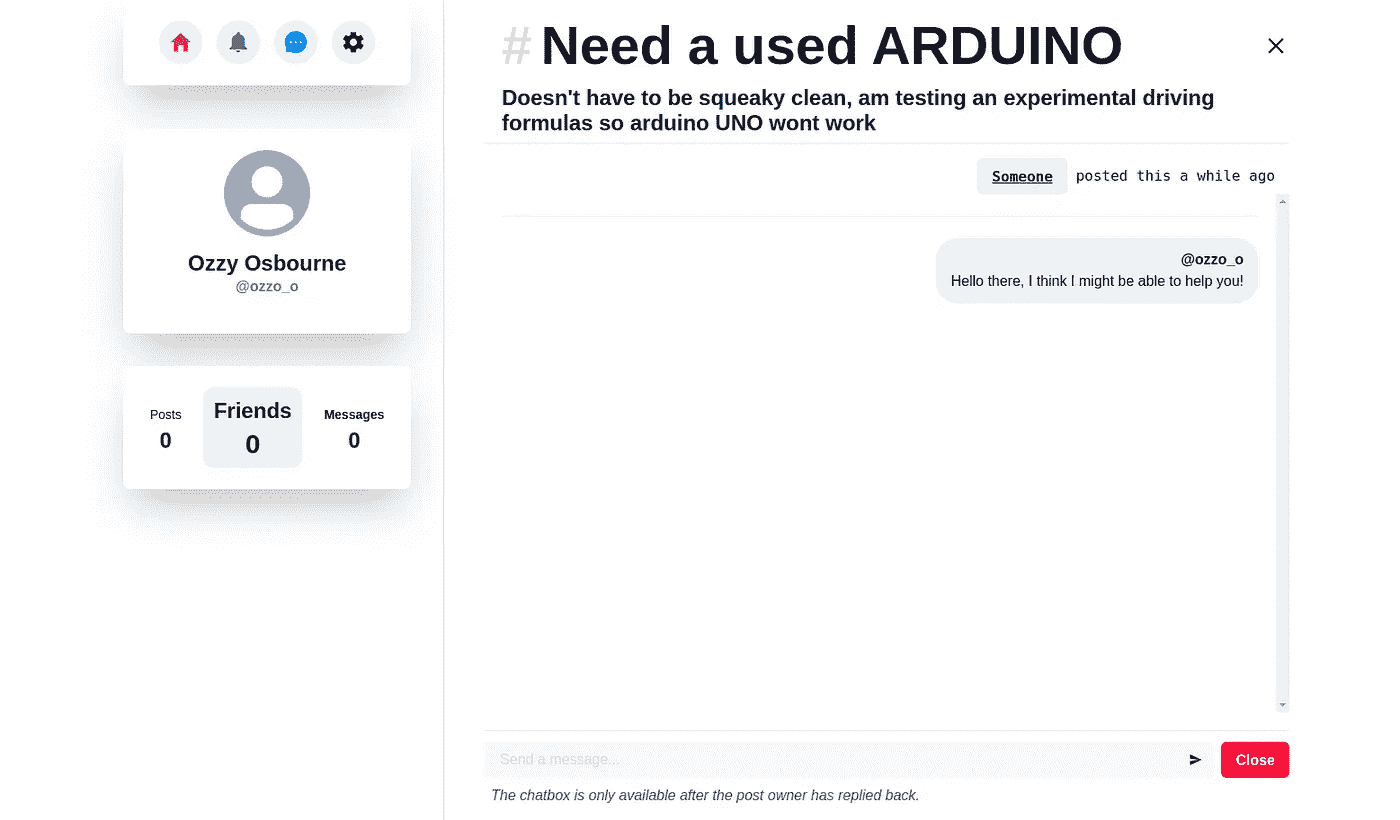 Ozzy Osbourne
@ozzo_o
Posts
0
Friends
0
Messages
0
# Need a used ARDUINO
Doesn't have to be squeaky clean, am testing an experimental driving
formulas so arduino UNO wont work
Someone posted this a while ago
@ozzo_o
Hello there, I think I might be able to help you!
Send a message...
Close
The chatbox is only available after the post owner has replied back.